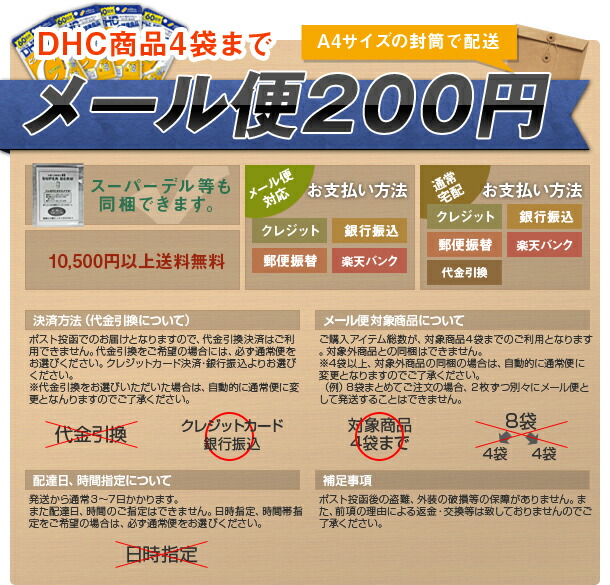 DHC商品4袋まで
A4サイズの封筒で配送
メール便200円
スーパーデル等も
同梱できます。
10,500円以上送料無料
メール便
対応
お支払い方法
クレジット
銀行振込
郵便振替
楽天バンク
通常
宅配
お支払い方法
クレジット
銀行振込
郵便振替
楽天バンク
代金引換
決済方法（代金引換について）
ポスト投函でのお届けとなりますので、代金引換決済はご利
用できません。代金引換をご希望の場合には、必ず通常便を
お選びください。クレジットカード決済・銀行振込よりお選び
ください。
※代金引換をお選びいただいた場合は、自動的に通常便に変
更となんりますのでご了承ください。
代金引換
クレジットカード
銀行振込
メール便対象商品について
ご購入アイテム総数が、対象商品4袋までのご利用となります
。対象外商品との同梱はできません。
※4袋以上、対象外商品の同梱の場合は、自動的に通常便に
変更となりますのでご了承ください。
（例）8袋まとめてご注文の場合、2枚ずつ別々にメール便と
して発送することはできません。
対象商品
4袋まで
8袋
4袋 4袋
配達日、時間指定について
発送から通常3～7日かかります。
また配達日、時間のご指定はできません。日時指定、時間帯指
定をご希望の場合は、必ず通常便をお選びください。
日時指定
補足事項
ポスト投函後の盗難、外装の破損等の保障がありません。ま
た、前項の理由による返金・交換等は致しておりませんのでご
了承ください。